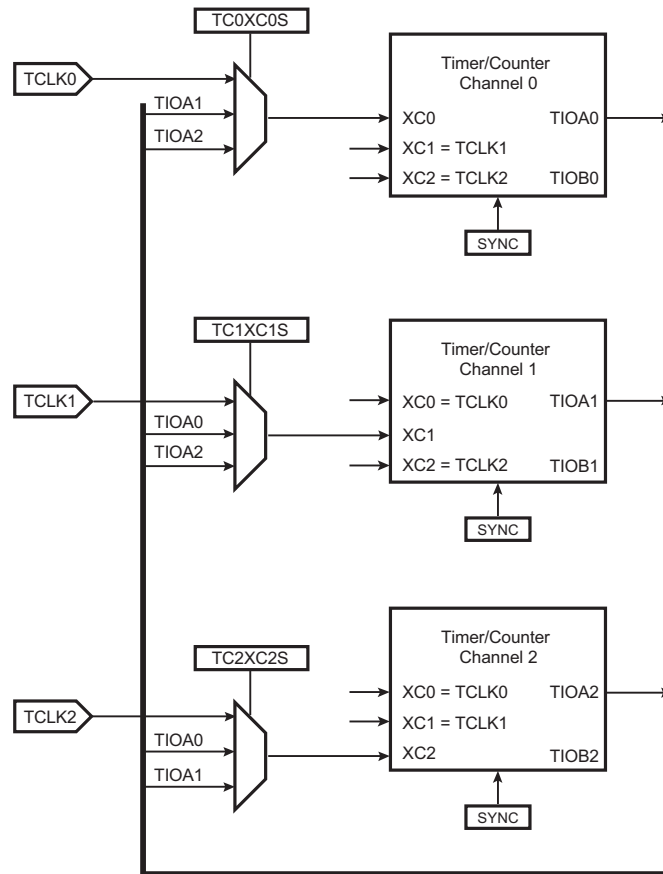 TC0XC0S
TCLK0
TIOA1
TIOA2
Timer/Counter
Channel 0
XC0
TIOA0
XC1 = TCLK1
XC2 = TCLK2
TIOB0
SYNC
TC1XC1S
TCLK1
TIOA0
TIOA2
Timer/Counter
Channel 1
XC0 = TCLK0
TIOA1
XC1
XC2 = TCLK2
TIOB1
SYNC
TC2XC2S
TCLK2
TIOA0
TIOA1
Timer/Counter
Channel 2
XC0 = TCLK0
TIOA2
XC1 = TCLK1
XC2
TIOB2
SYNC